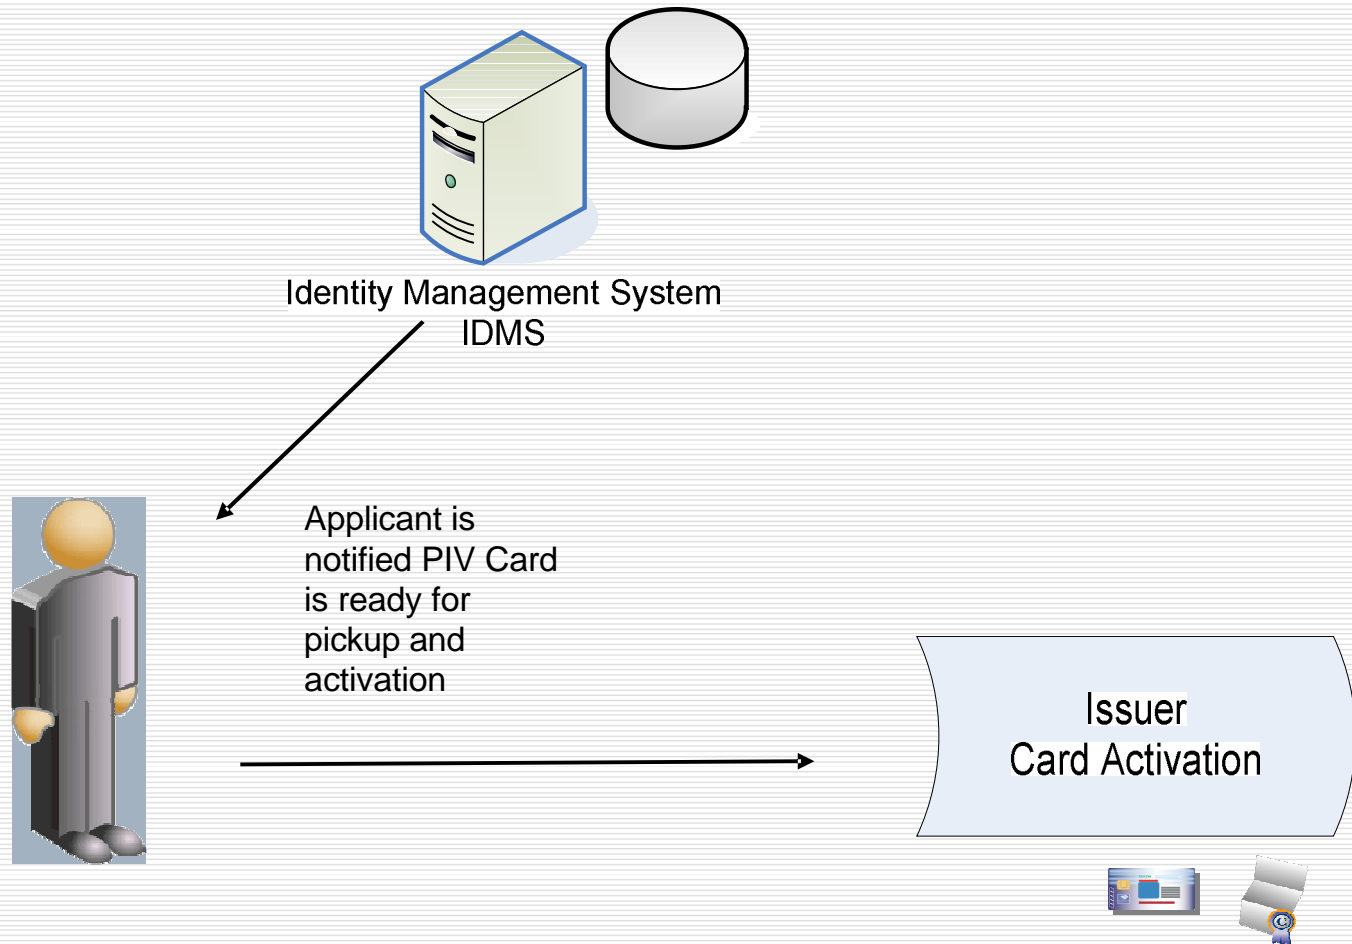 Identity Management System
IDMS
Applicant is
notified PIV Card
is ready for
pickup and
activation
Issuer
Card Activation